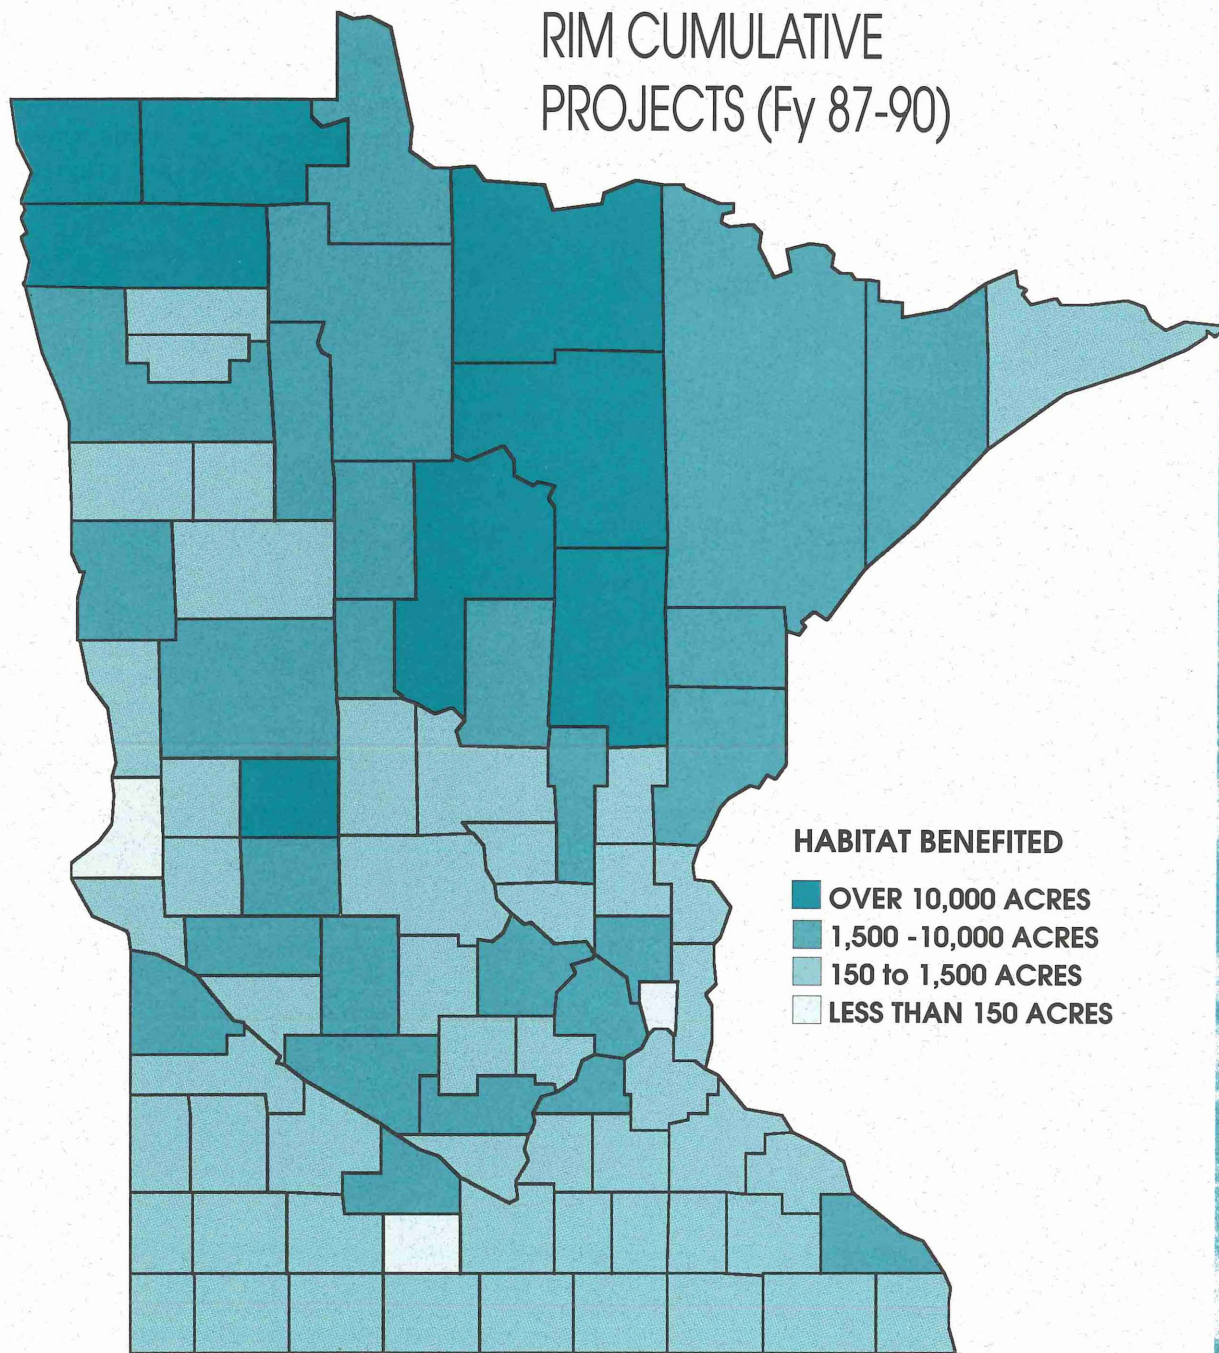 RIM CUMULATIVE
PROJECTS (Fy 87-90)
HABITAT BENEFITED
OVER 10,000 ACRES
1,500 -10,000 ACRES
150 to 1,500 ACRES
LESS THAN 150 ACRES